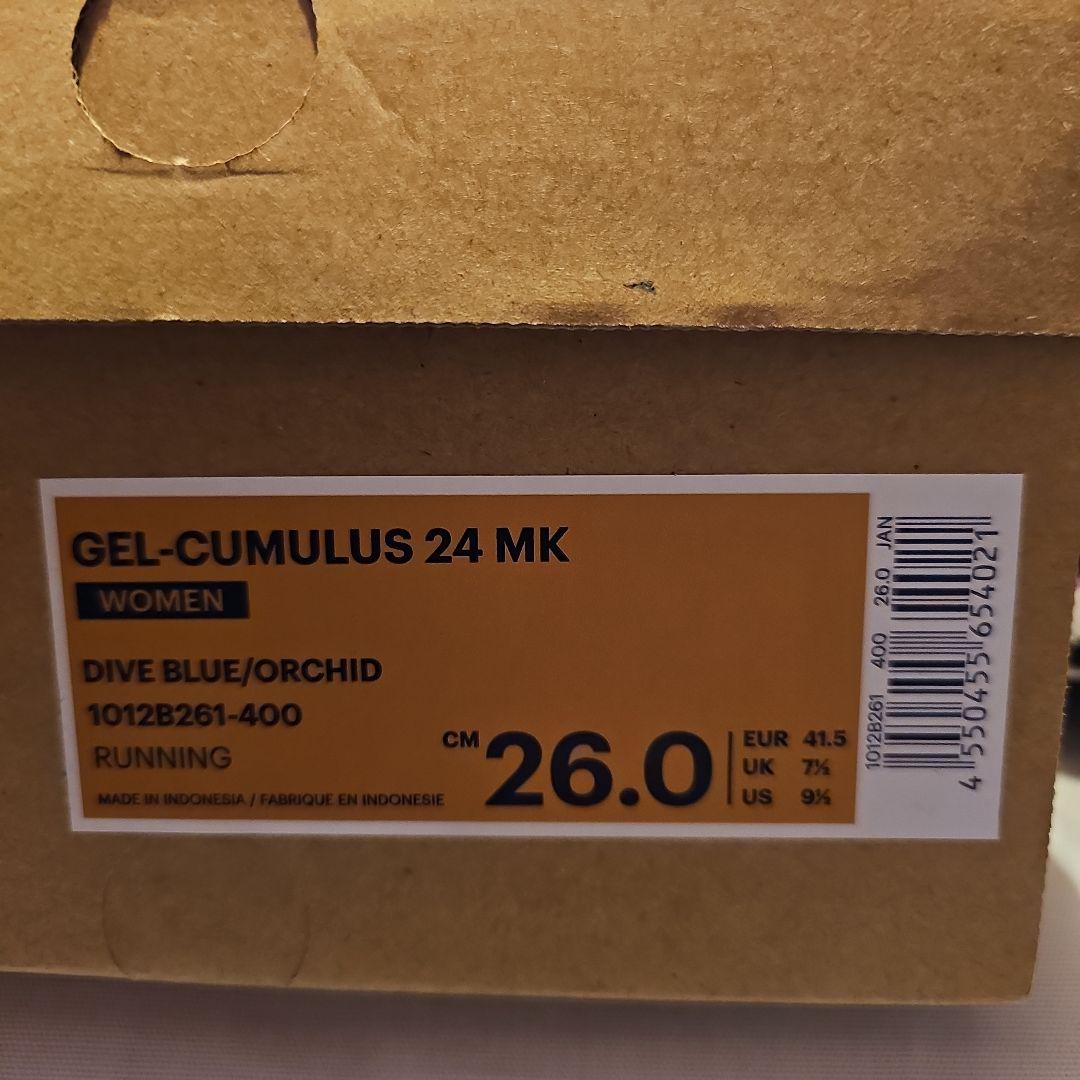 GEL-CUMULUS 24 MK
WOMEN
DIVE BLUE/ORCHID
1012B261-400
RUNNING
MADE IN INDONESIA / FABRIQUE EN INDONESIE
CM 26.0
EUR 41.5
UK 7½
US 9½
1012B261 400 26.0 JAN
4 550455 654021